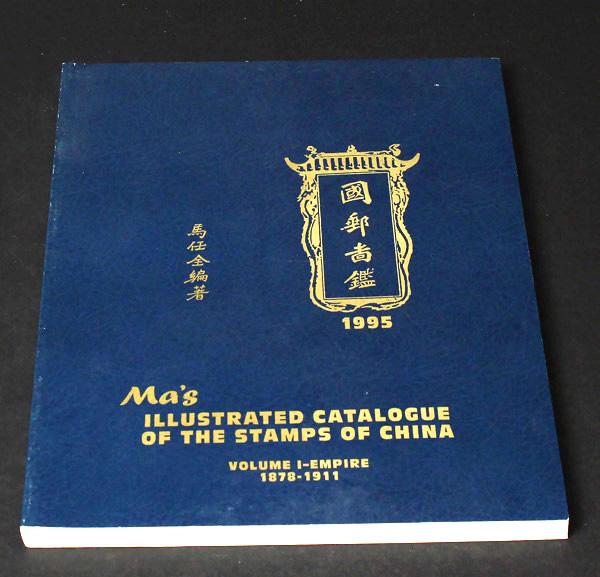 國郵啚鑑
馬任全編著
1995
Ma's
ILLUSTRATED CATALOGUE
OF THE STAMPS OF CHINA
VOLUME I-EMPIRE
1878-1911